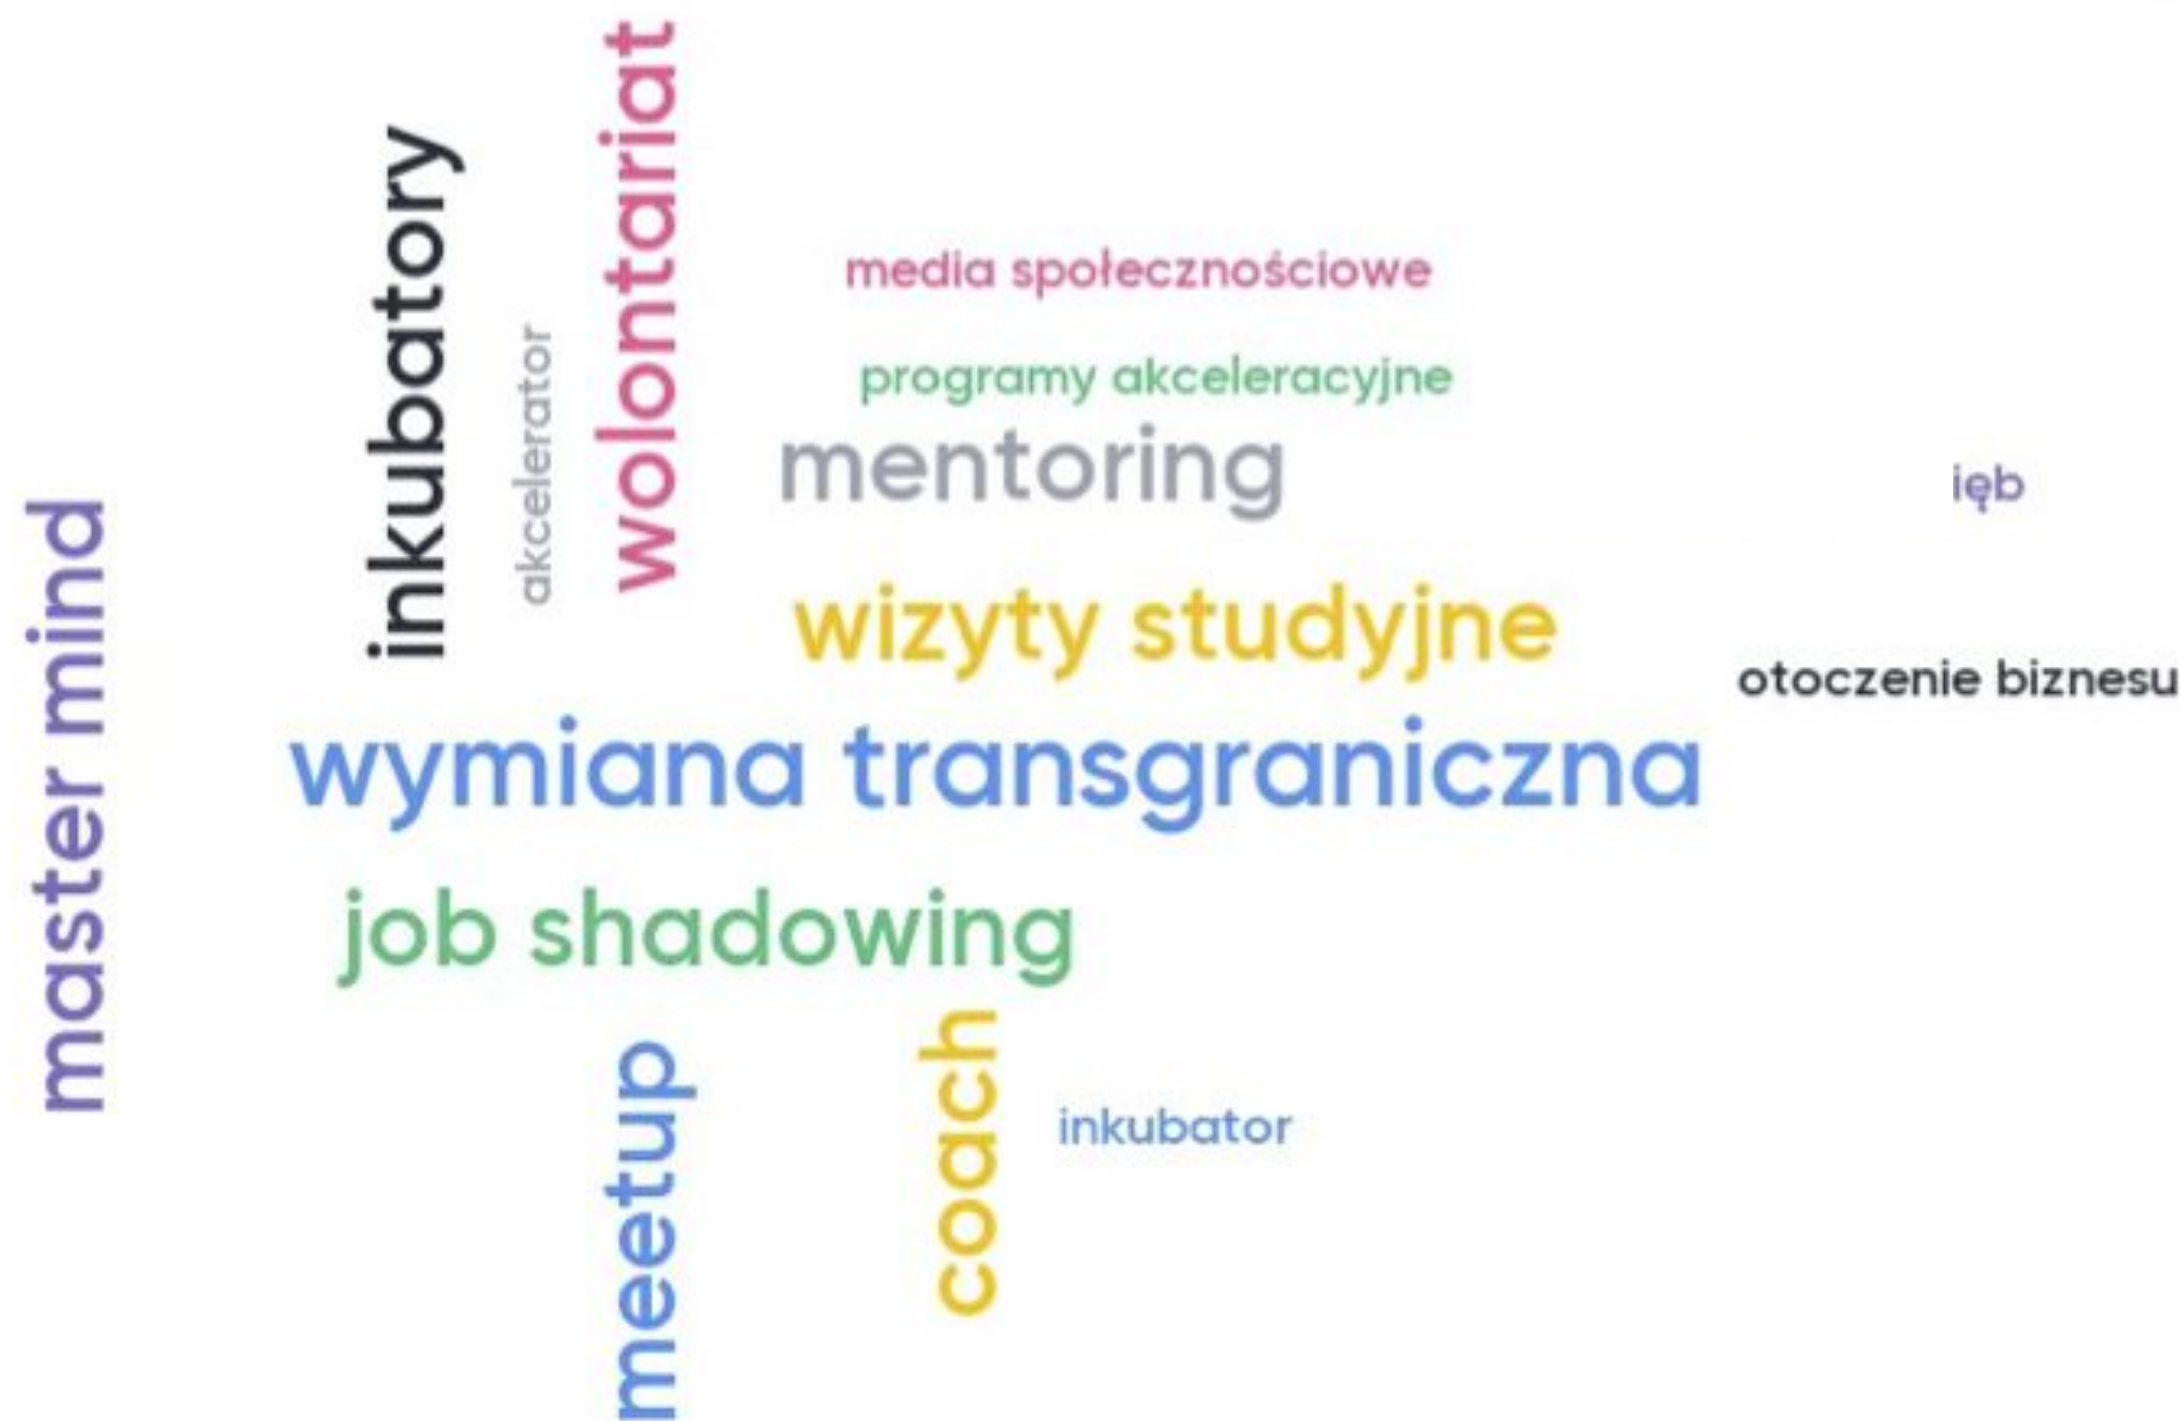 wolontariat
inkubatory
media społecznościowe
akcelerator
programy akceleracyjne
mentoring
ięb
master mind
wizyty studyjne
otoczenie biznesu
wymiana transgraniczna
job shadowing
meetup
coach
inkubator